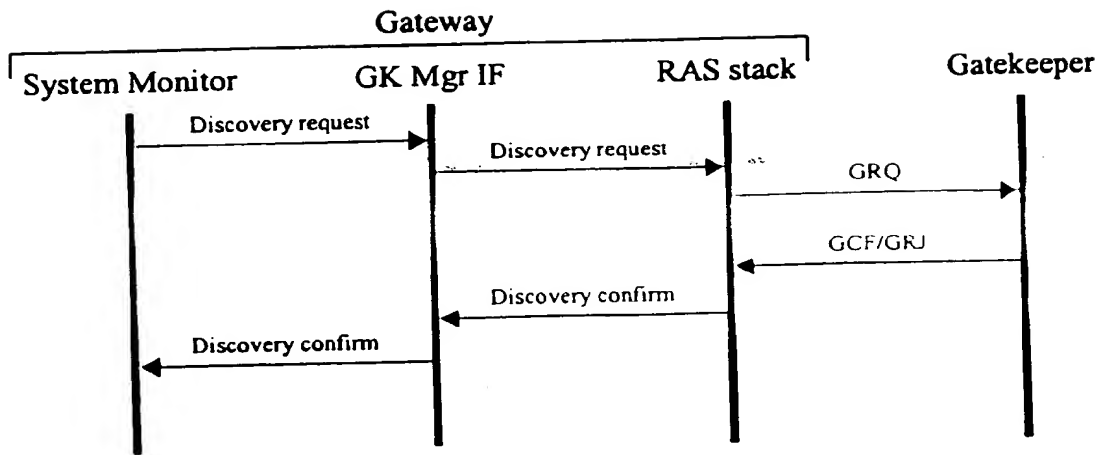 Gateway
System Monitor
GK Mgr IF
RAS stack
Gatekeeper
Discovery request
Discovery request
GRQ
GCF/GRJ
Discovery confirm
Discovery confirm